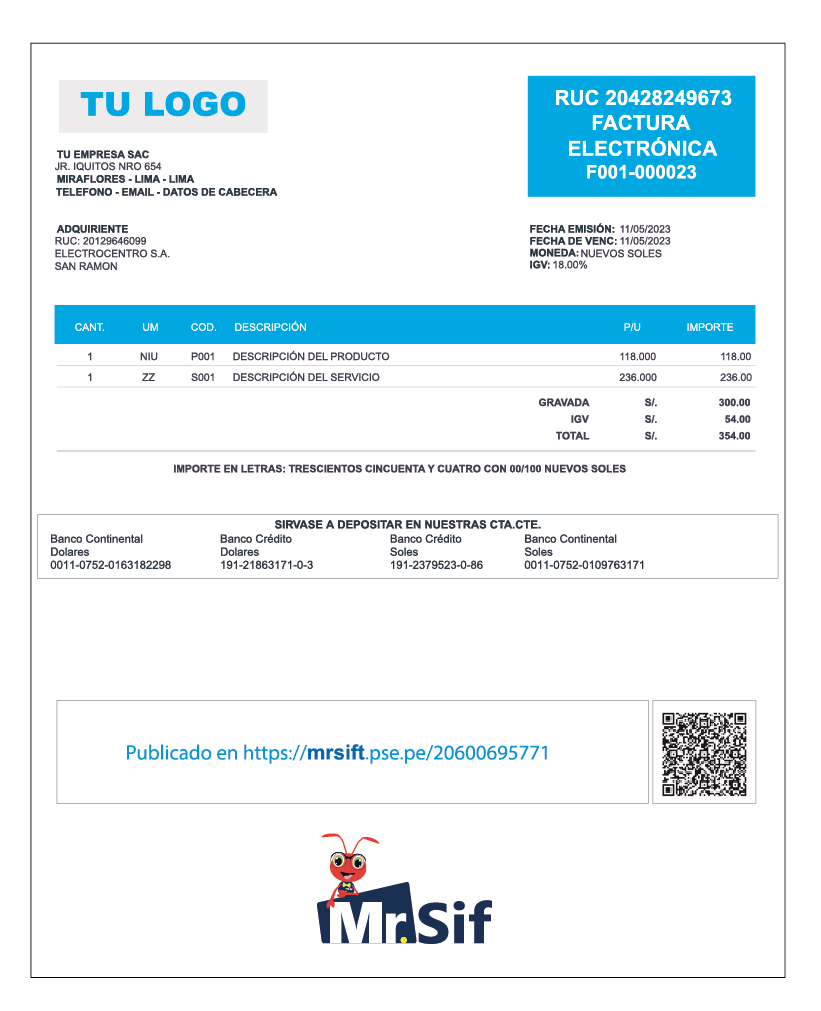 TU LOGO
RUC 20428249673
FACTURA
ELECTRÓNICA
F001-000023
TU EMPRESA SAC
JR. IQUITOS NRO 654
MIRAFLORES - LIMA - LIMA
TELEFONO - EMAIL - DATOS DE CABECERA
ADQUIRIENTE
RUC: 20129646099
ELECTROCENTRO S.A.
SAN RAMON
FECHA EMISIÓN: 11/05/2023
FECHA DE VENC: 11/05/2023
MONEDA: NUEVOS SOLES
IGV: 18.00%
CANT. UM COD. DESCRIPCIÓN P/U IMPORTE
1 NIU P001 DESCRIPCIÓN DEL PRODUCTO 118.000 118.00
1 ZZ S001 DESCRIPCIÓN DEL SERVICIO 236.000 236.00
GRAVADA S/. 300.00
IGV S/. 54.00
TOTAL S/. 354.00
IMPORTE EN LETRAS: TRESCIENTOS CINCUENTA Y CUATRO CON 00/100 NUEVOS SOLES
SIRVASE A DEPOSITAR EN NUESTRAS CTA.CTE.
Banco Continental Banco Crédito Banco Crédito Banco Continental
Dolares Dolares Soles Soles
0011-0752-0163182298 191-21863171-0-3 191-2379523-0-86 0011-0752-0109763171
Publicado en https://mrsift.pse.pe/20600695771
Mr.Sif